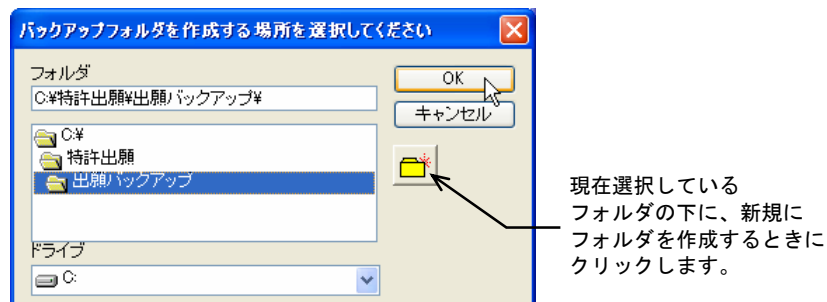 バックアップフォルダを作成する場所を選択してください
フォルダ
C:¥特許出願¥出願バックアップ¥
OK
キャンセル
C:¥
特許出願
出願バックアップ
現在選択している
フォルダの下に、新規に
フォルダを作成するときに
クリックします。
ドライブ
C: